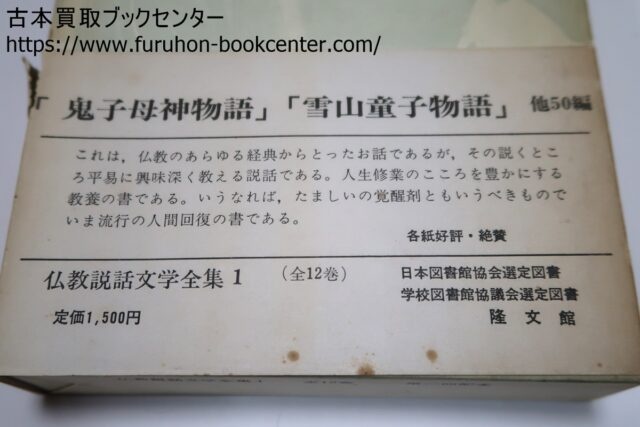 古本買取ブックセンター
https://www.furuhon-bookcenter.com/
「鬼子母神物語」「雪山童子物語」他50編
これは，仏教のあらゆる経典からとったお話であるが，その説くとこ
ろ平易に興味深く教える説話である。人生修業のこころを豊かにする
教養の書である。いうなれば，たましいの覚醒剤ともいうべきもので
いま流行の人間回復の書である。
各紙好評・絶賛
仏教説話文学全集1 （全12巻） 日本図書館協会選定図書
学校図書館協議会選定図書
定価1,500円 隆文館